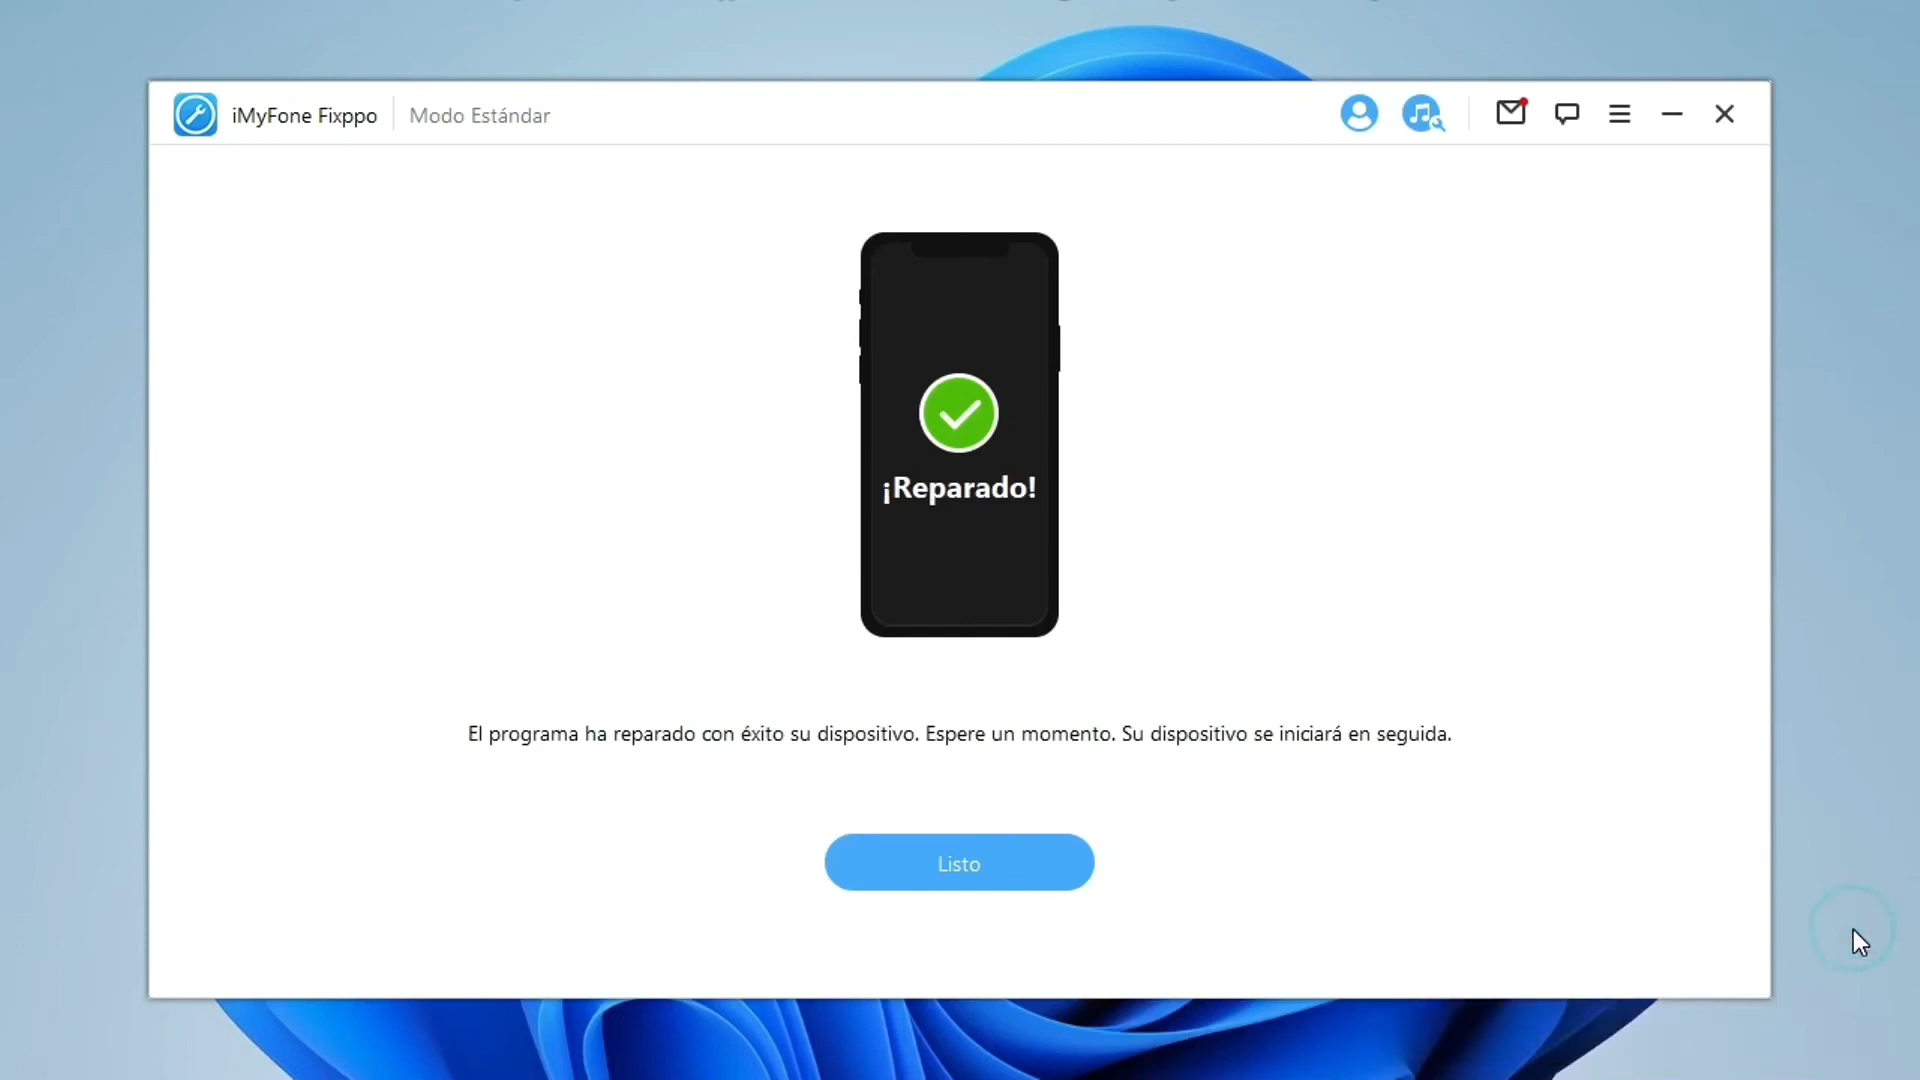 iMyFone Fixppo
Modo Estándar
¡Reparado!
El programa ha reparado con éxito su dispositivo. Espere un momento. Su dispositivo se iniciará en seguida.
Listo